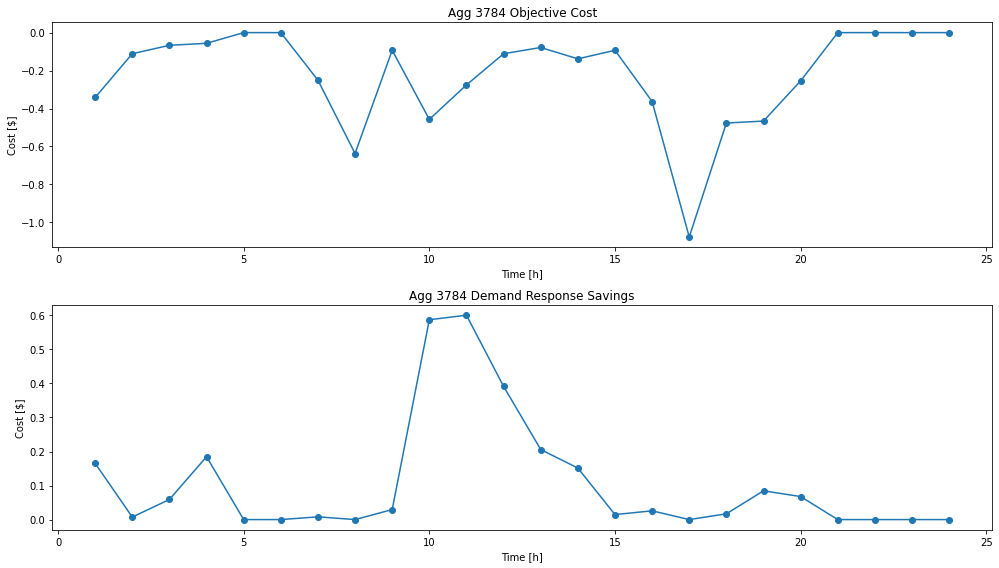 Agg 3784 Objective Cost
Cost [$]
0.0
−0.2
−0.4
−0.6
−0.8
−1.0
0 5 10 15 20 25
Time [h]
Agg 3784 Demand Response Savings
Cost [$]
0.6
0.5
0.4
0.3
0.2
0.1
0.0
0 5 10 15 20 25
Time [h]